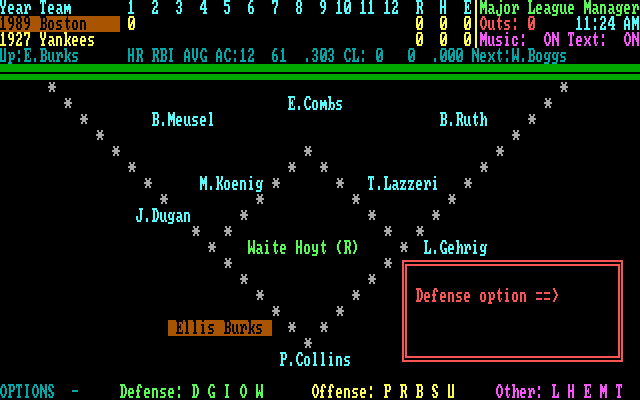 Year Team 1 2 3 4 5 6 7 8 9 10 11 12 R H E Major League Manager
1989 Boston 0 0 0 0 Outs: 0 11:24 AM
1927 Yankees 0 0 0 Music: ON Text: ON
Up:E.Burks HR RBI AVG AC:12 61 .303 CL: 0 0 .000 Next:W.Boggs
E.Combs
B.Meusel B.Ruth
M.Koenig T.Lazzeri
J.Dugan
Waite Hoyt (R) L.Gehrig
Defense option ==>
Ellis Burks
P.Collins
OPTIONS - Defense: D G I O W Offense: P R B S U Other: L H E M T